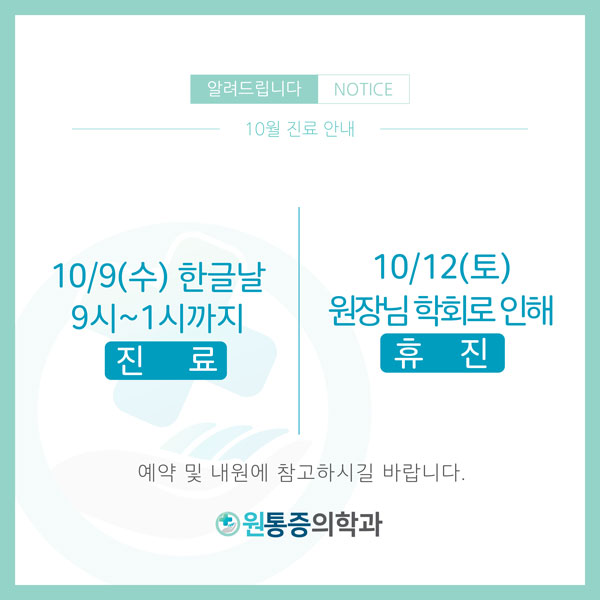 알려드립니다 NOTICE
10월 진료 안내
10/9(수) 한글날
9시~1시까지
진 료
10/12(토)
원장님 학회로 인해
휴 진
예약 및 내원에 참고하시길 바랍니다.
원통증의학과